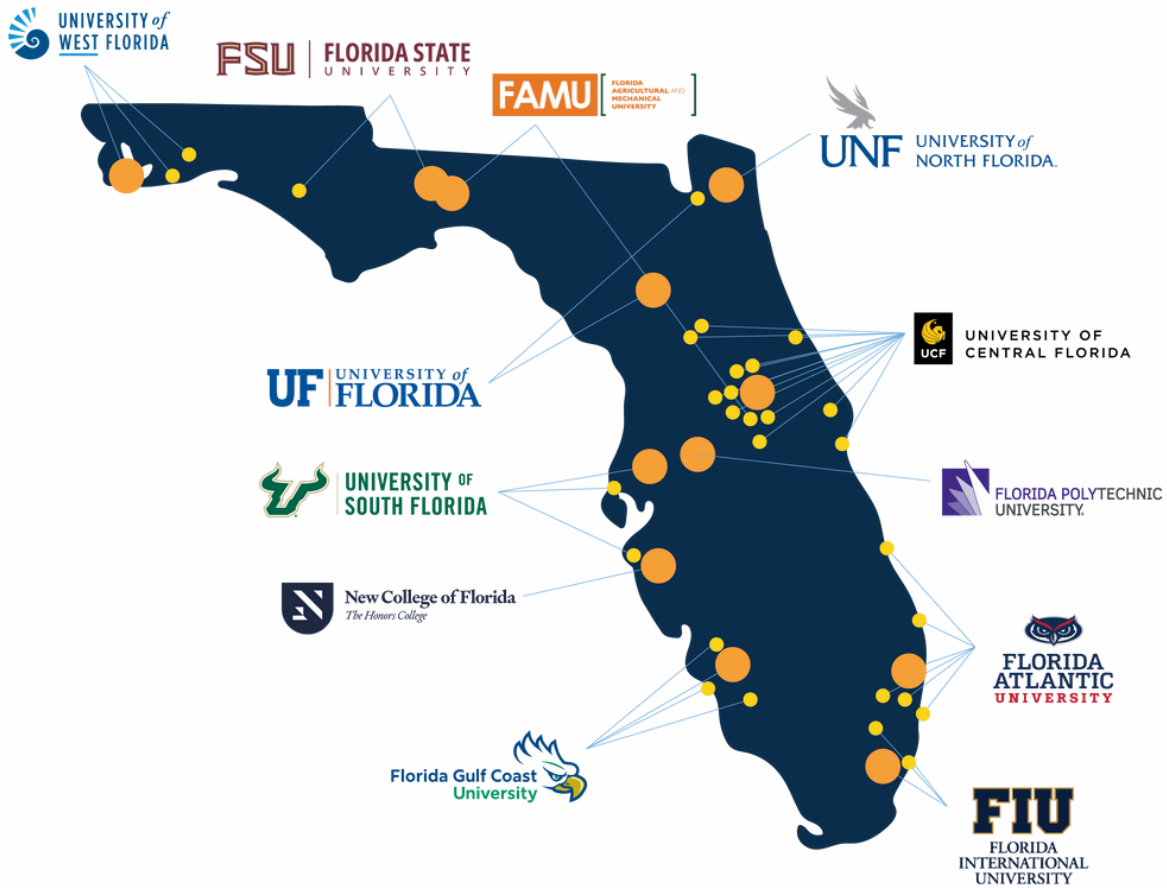 UNIVERSITY of
WEST FLORIDA
FSU
FLORIDA STATE
UNIVERSITY
FAMU
FLORIDA
AGRICULTURAL AND
MECHANICAL
UNIVERSITY
UNF
UNIVERSITY of
NORTH FLORIDA.
UCF
UNIVERSITY OF
CENTRAL FLORIDA
UF
UNIVERSITY of
FLORIDA
UNIVERSITY OF
SOUTH FLORIDA
FLORIDA POLYTECHNIC
UNIVERSITY.
N
New College of Florida
The Honors College
FLORIDA
ATLANTIC
UNIVERSITY
Florida Gulf Coast
University
FIU
FLORIDA
INTERNATIONAL
UNIVERSITY